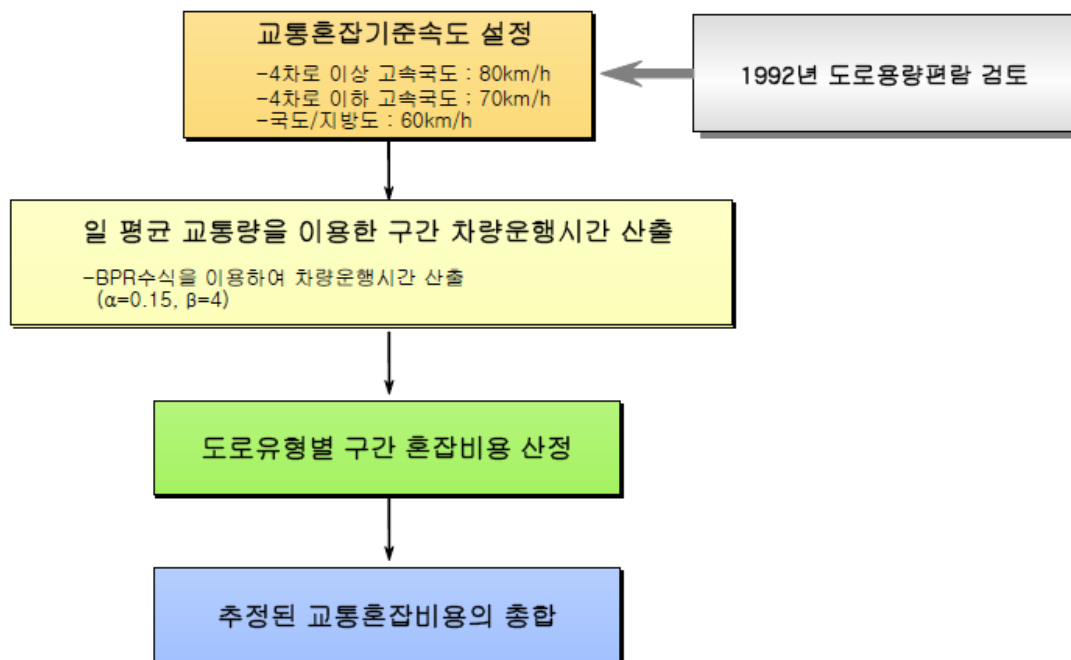 교통혼잡기준속도 설정
-4차로 이상 고속국도 : 80km/h
-4차로 이하 고속국도 ; 70km/h
-국도/지방도 : 60km/h
1992년 도로용량편람 검토
일 평균 교통량을 이용한 구간 차량운행시간 산출
-BPR수식을 이용하여 차량운행시간 산출
(α=0.15, β=4)
도로유형별 구간 혼잡비용 산정
추정된 교통혼잡비용의 총합